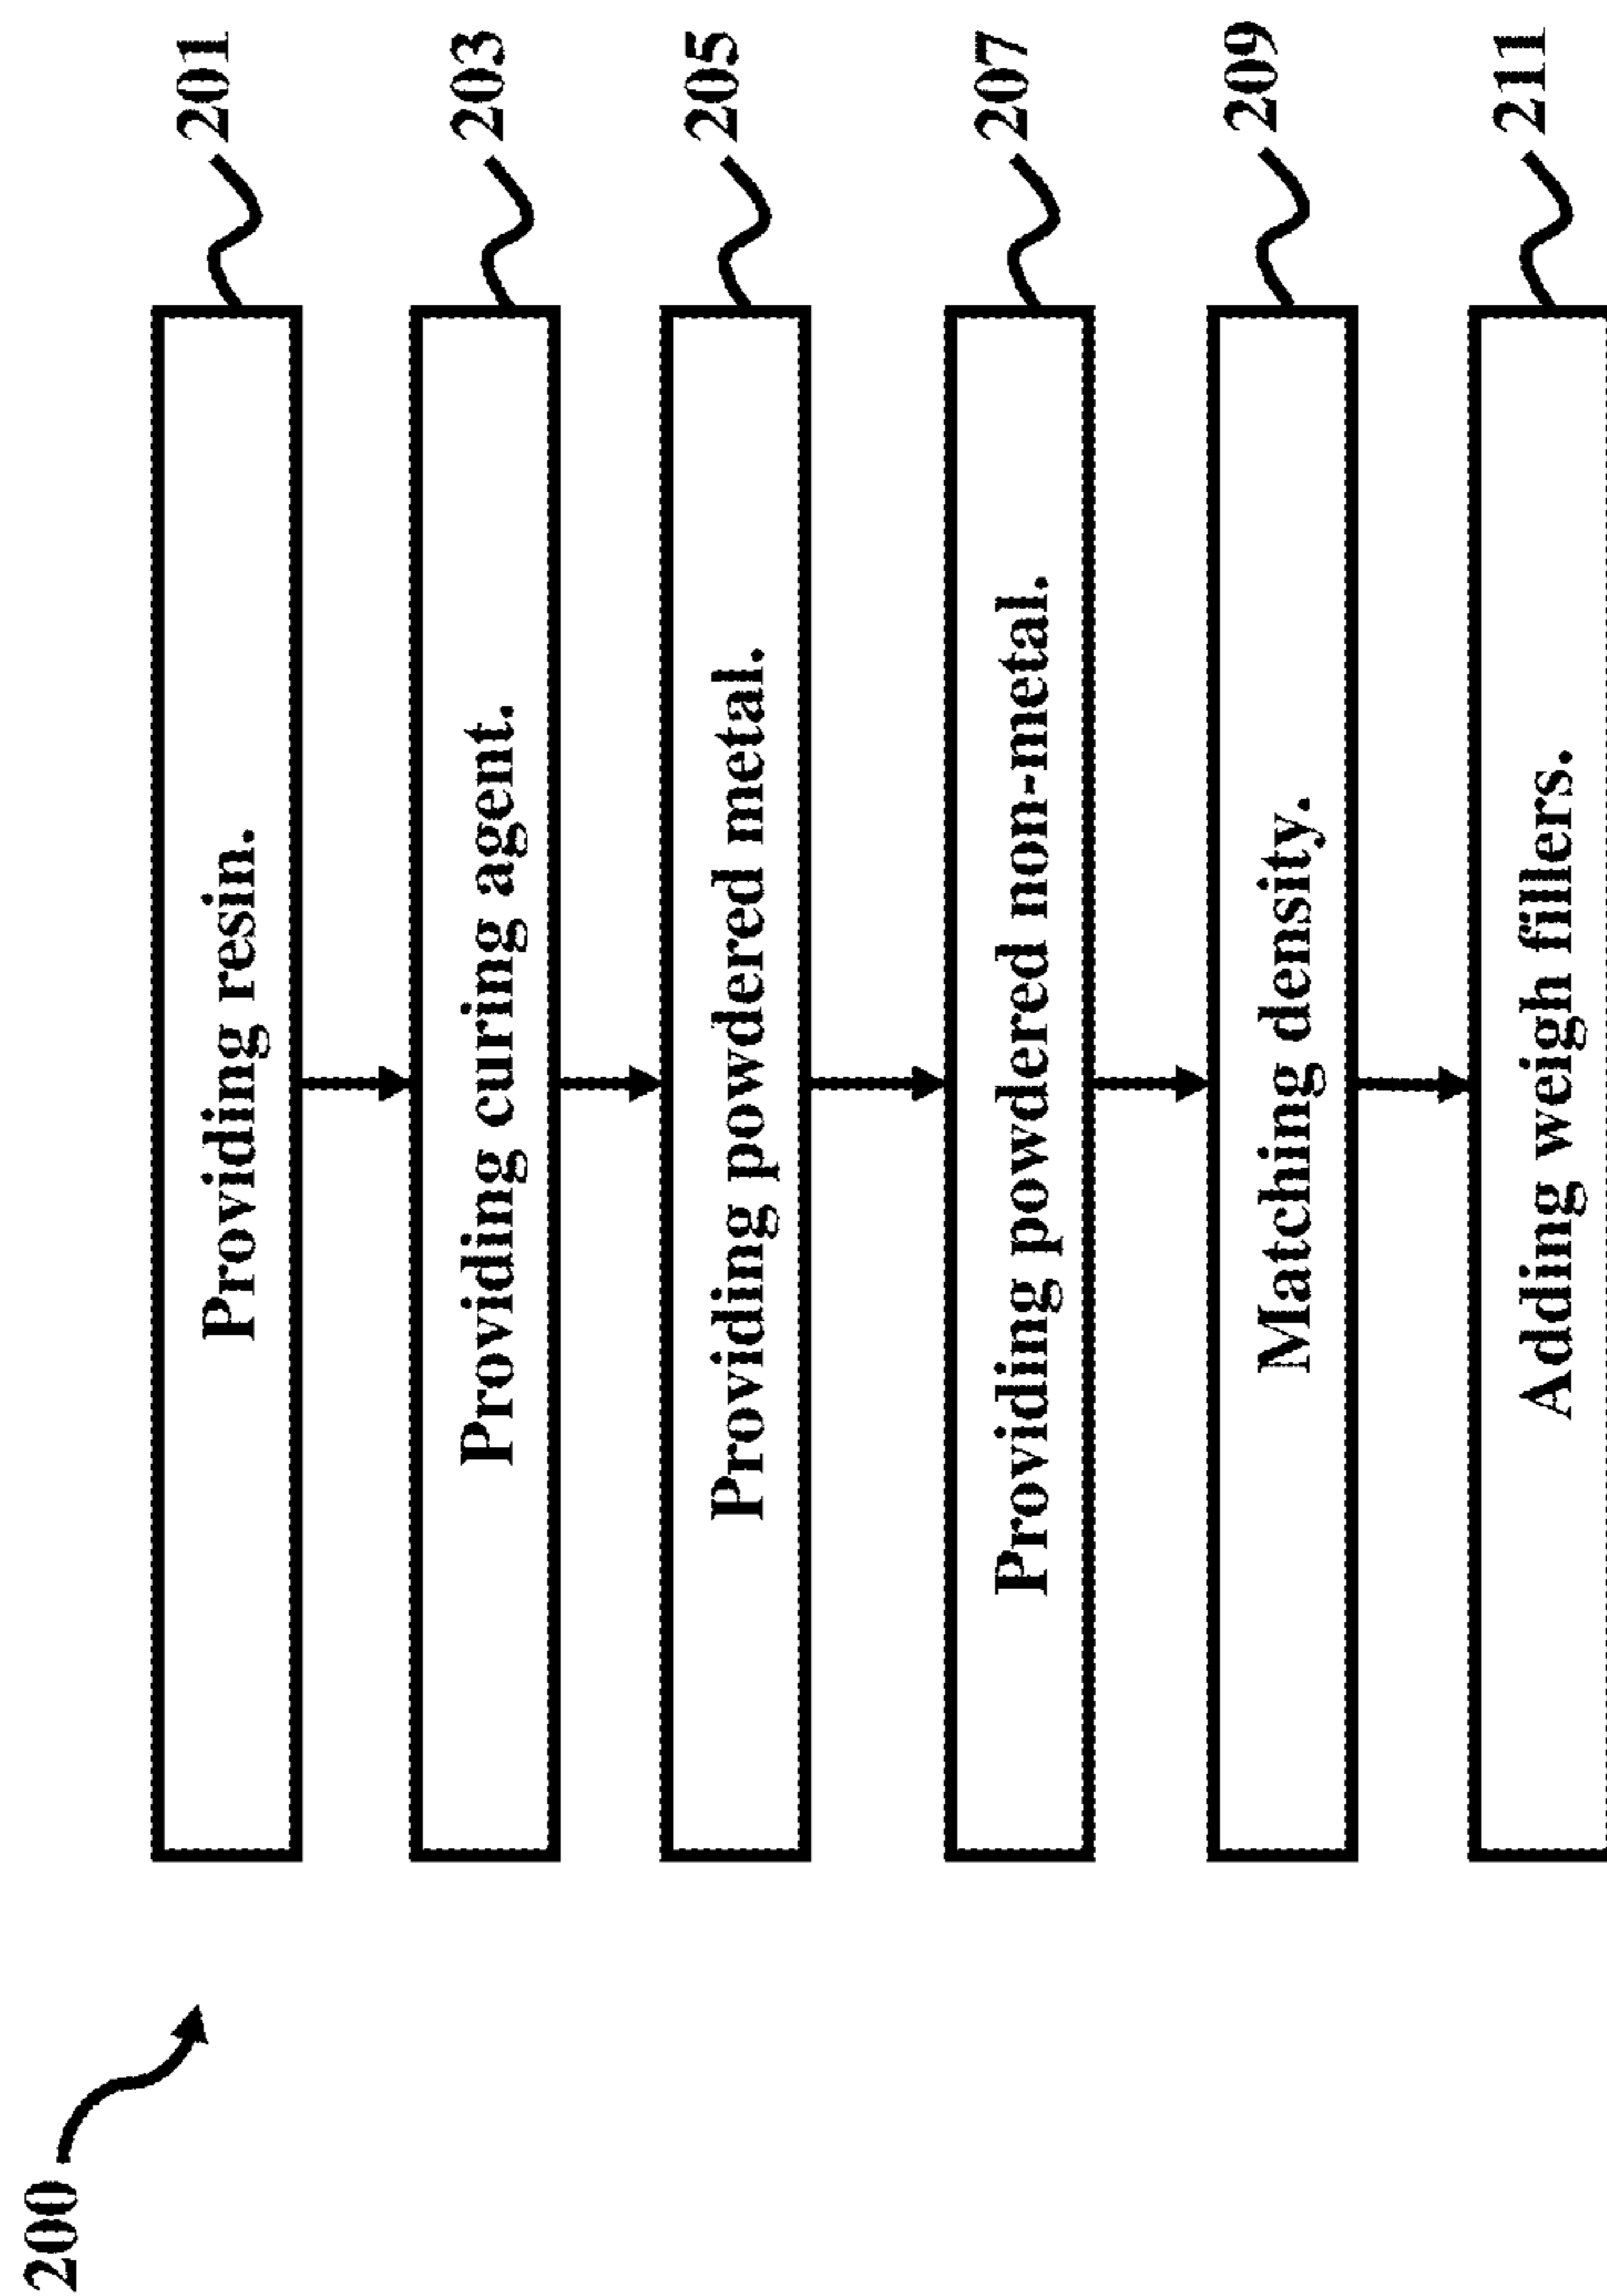 200
Providing resin.
201
Providing curing agent.
203
Providing powdered metal.
205
Providing powdered non-metal.
207
Matching density.
209
Adding weigh fillers.
211